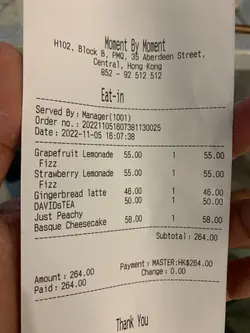 Moment By Moment
H102, Block B, PMQ, 35 Aberdeen Street,
Central, Hong Kong
852 - 92 512 512
Eat-in
Served By: Manager(1001)
Order no.: 2022110516073811300​25
Date: 2022-11-05 16:07:38
Grapefruit Lemonade 55.00 1 55.00
Fizz
Strawberry Lemonade 55.00 1 55.00
Fizz
Gingerbread latte 46.00 1 46.00
DAVIDsTEA 50.00 1 50.00
Just Peachy
Basque Cheesecake 58.00 1 58.00
Subtotal: 264.00
Payment: MASTER:HK$264.00
Amount: 264.00 Change: 0.00
Paid: 264.00
Thank You